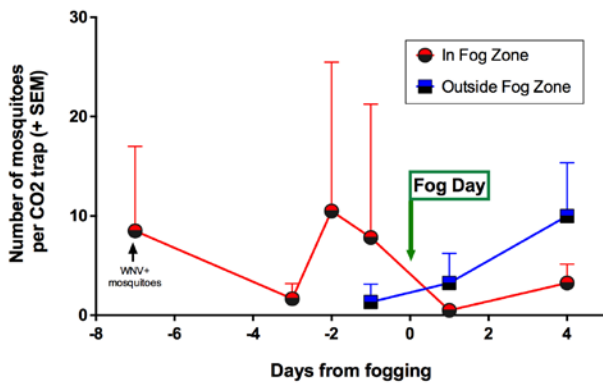 30
20
10
0
Number of mosquitoes
per CO2 trap (+ SEM)
In Fog Zone
Outside Fog Zone
Fog Day
WNV+
mosquitoes
-8 -6 -4 -2 0 2 4
Days from fogging